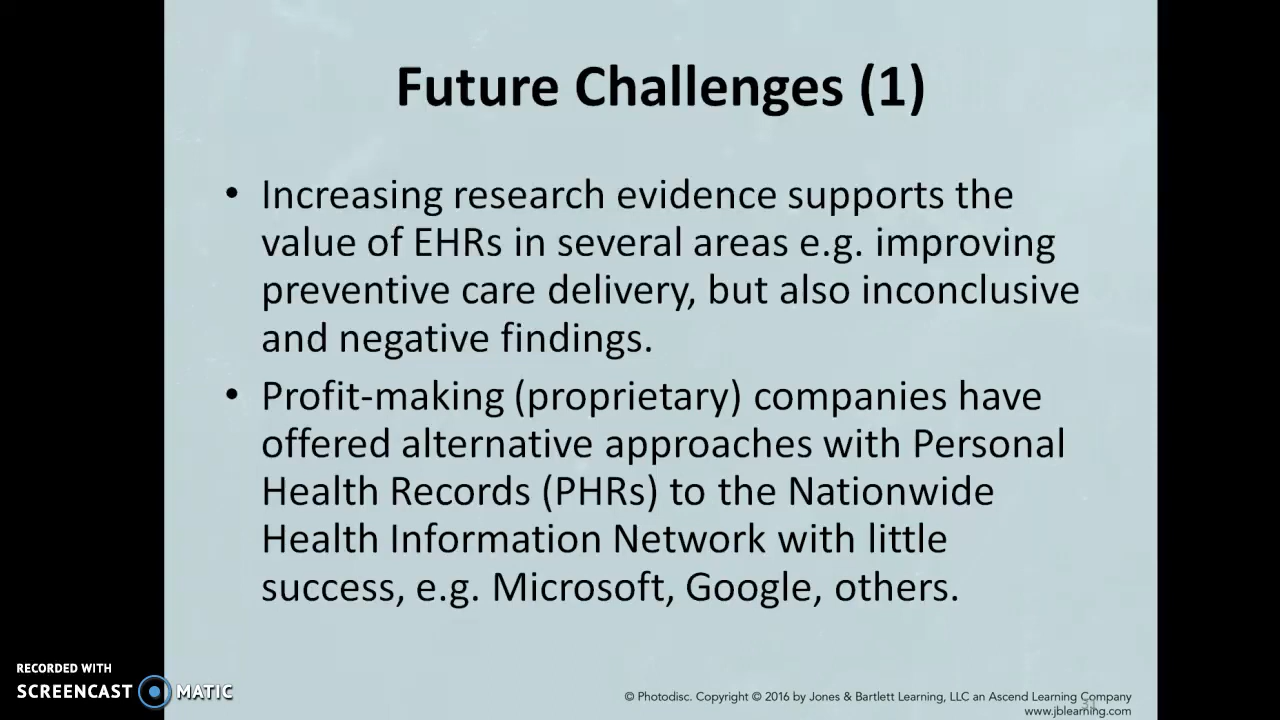 Future Challenges (1)
• Increasing research evidence supports the
value of EHRs in several areas e.g. improving
preventive care delivery, but also inconclusive
and negative findings.
• Profit-making (proprietary) companies have
offered alternative approaches with Personal
Health Records (PHRs) to the Nationwide
Health Information Network with little
success, e.g. Microsoft, Google, others.
RECORDED WITH
SCREENCAST MATIC
© Photodisc. Copyright © 2016 by Jones & Bartlett Learning, LLC an Ascend Learning Company
www.jblearning.com